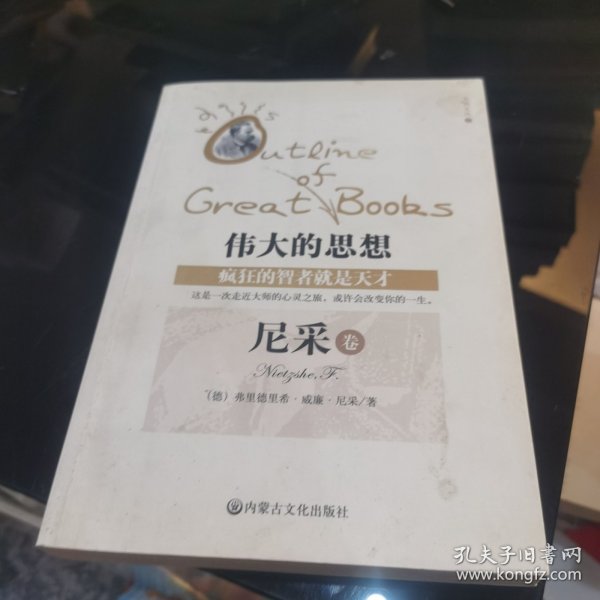 Outline
of
Great Books
伟大的思想
疯狂的智者就是天才
这是一次走近大师的心灵之旅，或许会改变你的一生。
尼采 卷
Nietzshe, F.
（德）弗里德里希·威廉·尼采/著
内蒙古文化出版社
孔夫子旧书网
www.kongfz.com